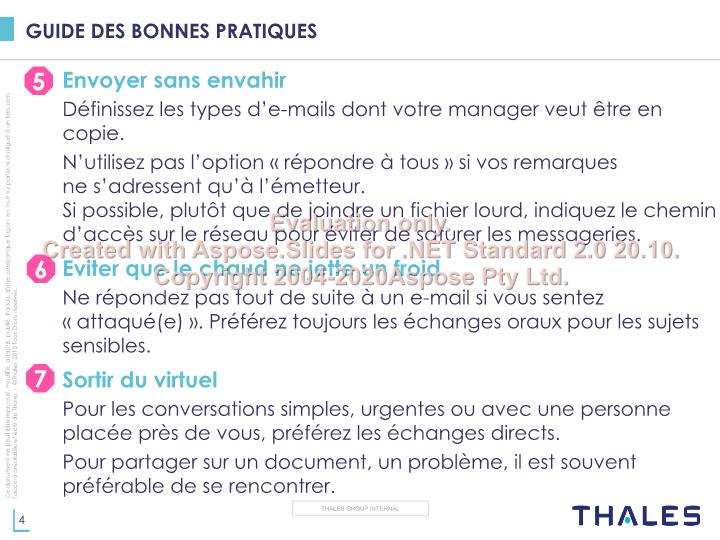 GUIDE DES BONNES PRATIQUES
5 Envoyer sans envahir
Définissez les types d’e-mails dont votre manager veut être en
copie.
N’utilisez pas l’option « répondre à tous » si vos remarques
ne s’adressent qu’à l’émetteur.
Si possible, plutôt que de joindre un fichier lourd, indiquez le chemin
d’accès sur le réseau pour éviter de saturer les messageries.
Evaluation only.
Created with Aspose.Slides for .NET Standard 2.0 20.10.
Copyright 2004-2020Aspose Pty Ltd.
6 Eviter que le chaud ne jette un froid
Ne répondez pas tout de suite à un e-mail si vous sentez
« attaqué(e) ». Préférez toujours les échanges oraux pour les sujets
sensibles.
7 Sortir du virtuel
Pour les conversations simples, urgentes ou avec une personne
placée près de vous, préférez les échanges directs.
Pour partager sur un document, un problème, il est souvent
préférable de se rencontrer.
Ce document ne peut être reproduit, modifié, adapté, publié, traduit, d'une quelconque façon, en tout ou partie, ni divulgué à un tiers sans
l'accord préalable et écrit de Thales - ©Thales 2015 Tous Droits réservés.
4
THALES GROUP INTERNAL
THALES